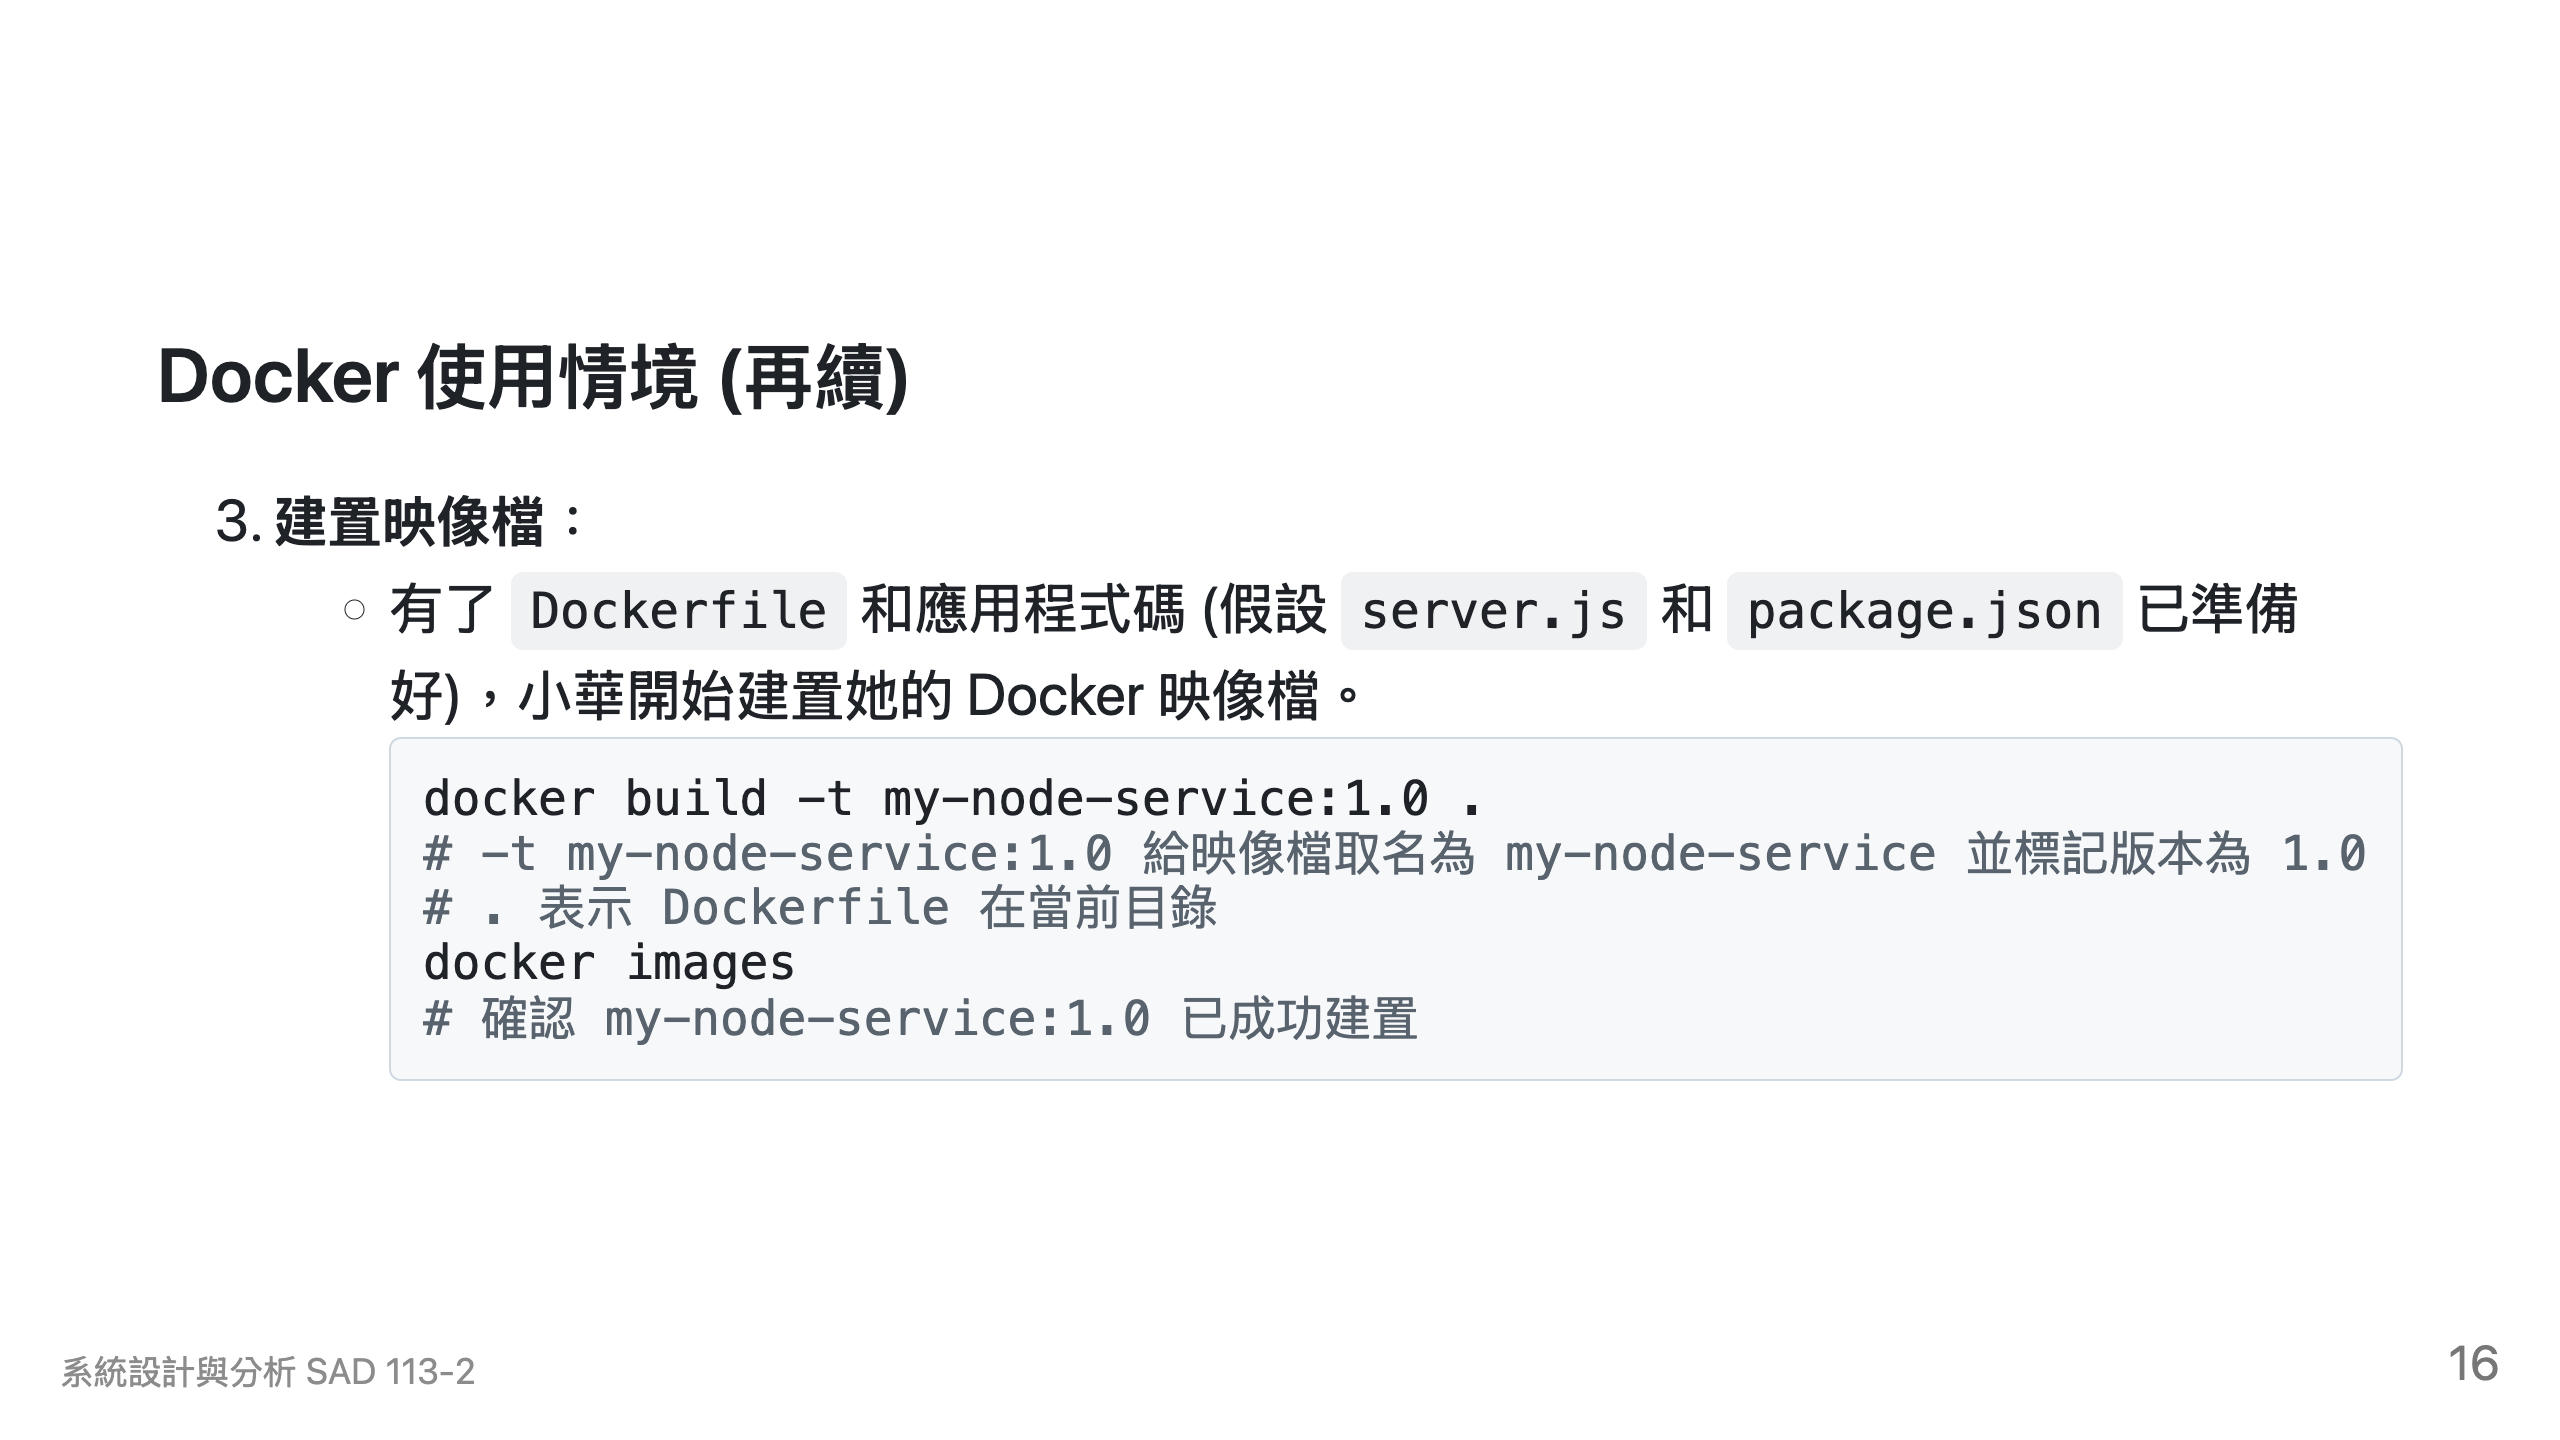 Docker 使用情境 (再續)
3. 建置映像檔：
○ 有了 Dockerfile 和應用程式碼 (假設 server.js 和 package.json 已準備
好)，小華開始建置她的 Docker 映像檔。
docker build -t my-node-service:1.0 .
# -t my-node-service:1.0 給映像檔取名為 my-node-service 並標記版本為 1.0
# . 表示 Dockerfile 在當前目錄
docker images
# 確認 my-node-service:1.0 已成功建置
系統設計與分析 SAD 113-2
16